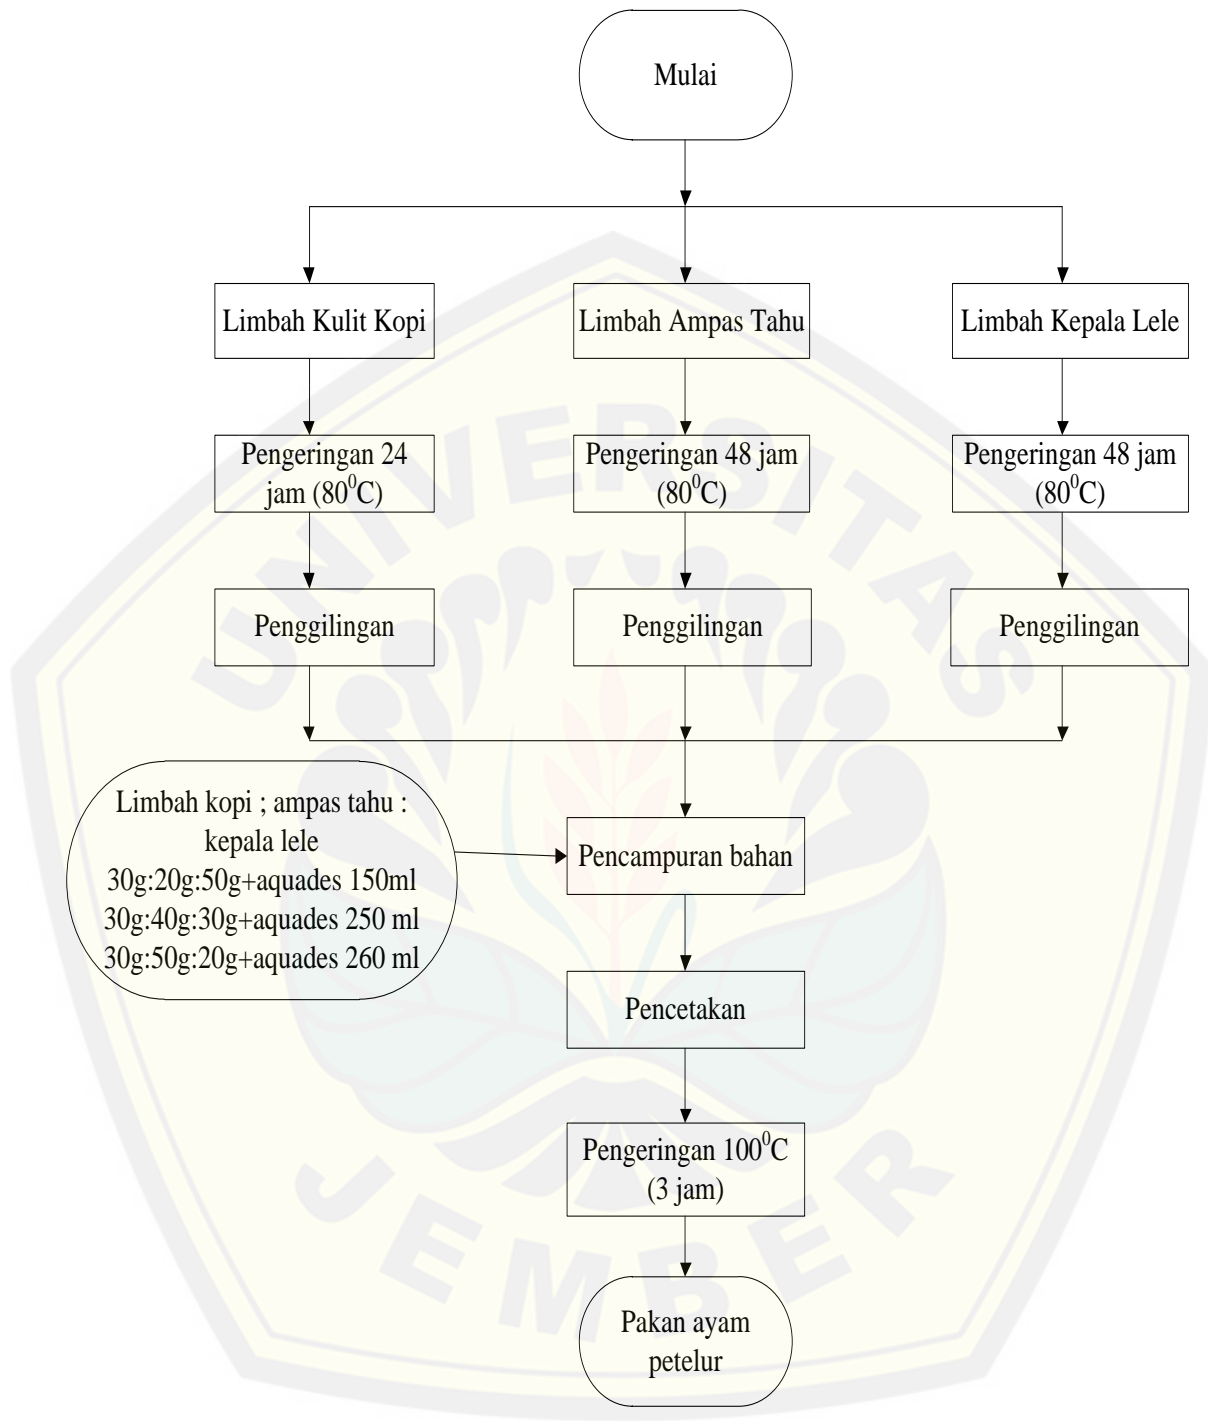 Mulai
Limbah Kulit Kopi
Limbah Ampas Tahu
Limbah Kepala Lele
Pengeringan 24
jam (80⁰C)
Pengeringan 48 jam
(80⁰C)
Pengeringan 48 jam
(80⁰C)
Penggilingan
Penggilingan
Penggilingan
Limbah kopi ; ampas tahu :
kepala lele
30g:20g:50g+aquades 150ml
30g:40g:30g+aquades 250 ml
30g:50g:20g+aquades 260 ml
Pencampuran bahan
Pencetakan
Pengeringan 100⁰C
(3 jam)
Pakan ayam
petelur
UNIVERSITAS
JEMBER